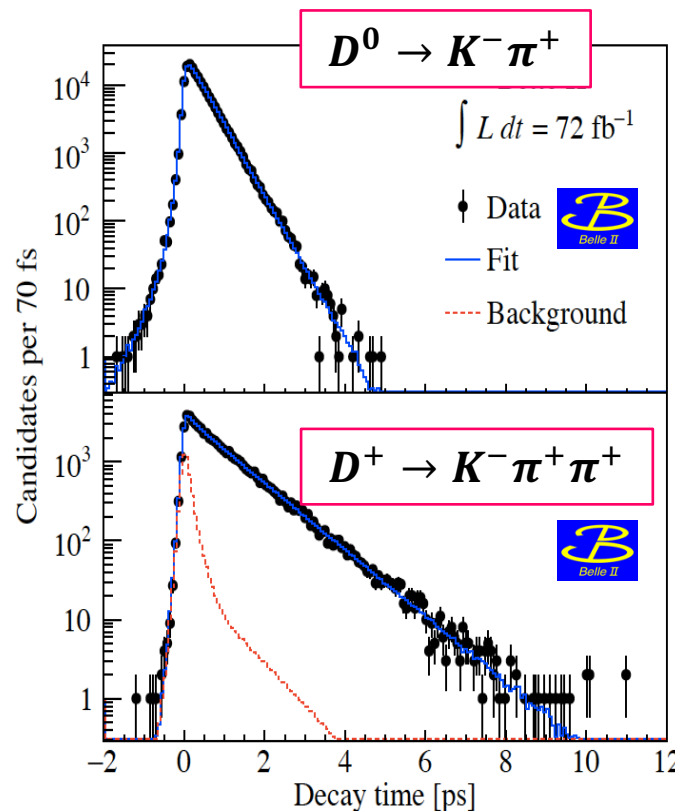 D⁰ → K⁻π⁺
∫ L dt = 72 fb⁻¹
Data
Fit
Background
Belle II
10⁴
10³
10²
10
1
Candidates per 70 fs
D⁺ → K⁻π⁺π⁺
Belle II
10³
10²
10
1
−2 0 2 4 6 8 10 12
Decay time [ps]